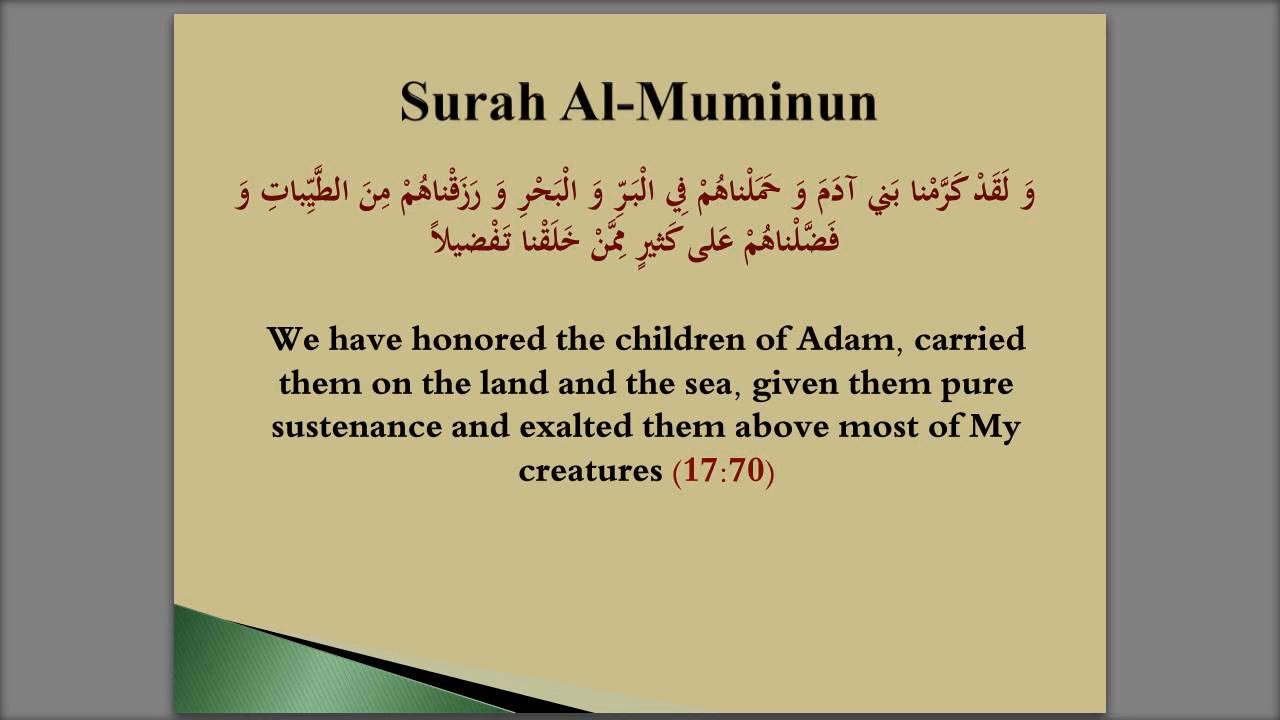 Surah Al-Muminun
وَ لَقَدْ كَرَّمْنا بَني آدَمَ وَ حَمَلْناهُمْ فِي الْبَرِّ وَ الْبَحْرِ وَ رَزَقْناهُمْ مِنَ الطَّيِّباتِ وَ
فَضَّلْناهُمْ عَلى كَثيرٍ مِمَّنْ خَلَقْنا تَفْضيلاً
We have honored the children of Adam, carried
them on the land and the sea, given them pure
sustenance and exalted them above most of My
creatures (17:70)